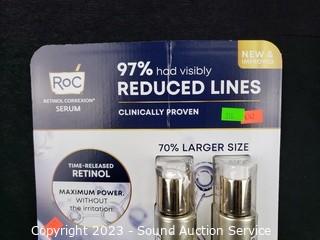 NEW &
IMPROVED
97% had visibly
REDUCED LINES
CLINICALLY PROVEN
RoC
RETINOL CORREXION®
SERUM
70% LARGER SIZE
TIME-RELEASED
RETINOL
MAXIMUM POWER,
WITHOUT
the irritation
Copyright 2023 - Sound Auction Service